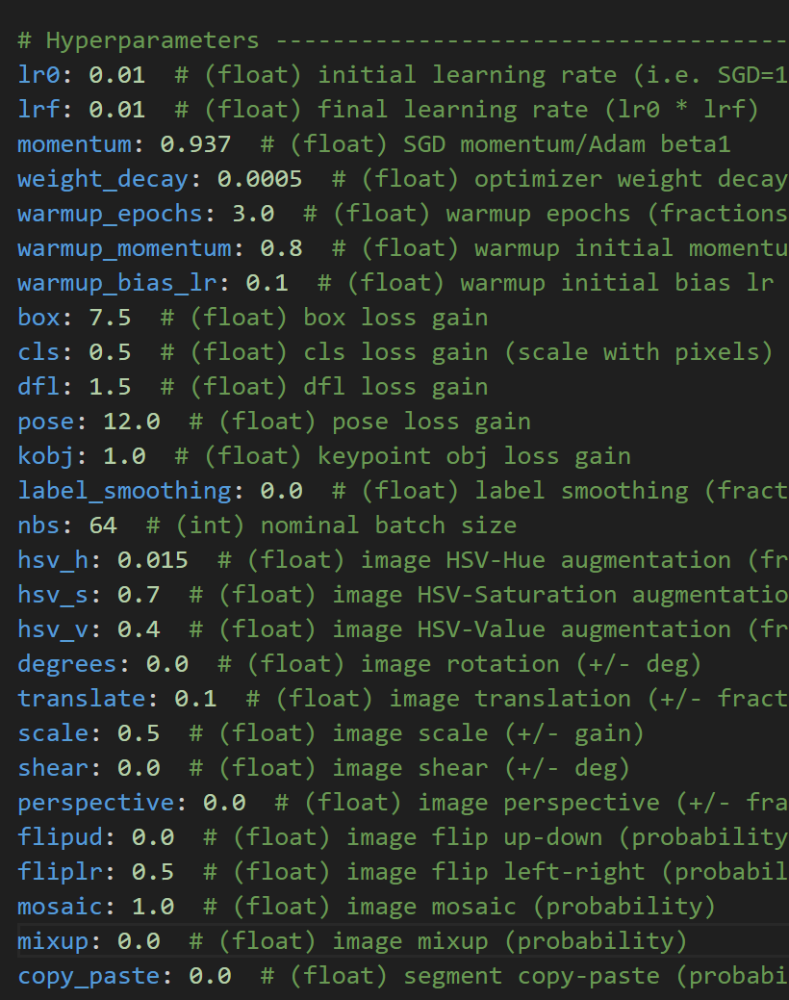 # Hyperparameters ------------------------------------
lr0: 0.01  # (float) initial learning rate (i.e. SGD=1
lrf: 0.01  # (float) final learning rate (lr0 * lrf)
momentum: 0.937  # (float) SGD momentum/Adam beta1
weight_decay: 0.0005  # (float) optimizer weight decay
warmup_epochs: 3.0  # (float) warmup epochs (fractions
warmup_momentum: 0.8  # (float) warmup initial momentu
warmup_bias_lr: 0.1  # (float) warmup initial bias lr
box: 7.5  # (float) box loss gain
cls: 0.5  # (float) cls loss gain (scale with pixels)
dfl: 1.5  # (float) dfl loss gain
pose: 12.0  # (float) pose loss gain
kobj: 1.0  # (float) keypoint obj loss gain
label_smoothing: 0.0  # (float) label smoothing (fract
nbs: 64  # (int) nominal batch size
hsv_h: 0.015  # (float) image HSV-Hue augmentation (fr
hsv_s: 0.7  # (float) image HSV-Saturation augmentatio
hsv_v: 0.4  # (float) image HSV-Value augmentation (fr
degrees: 0.0  # (float) image rotation (+/- deg)
translate: 0.1  # (float) image translation (+/- fract
scale: 0.5  # (float) image scale (+/- gain)
shear: 0.0  # (float) image shear (+/- deg)
perspective: 0.0  # (float) image perspective (+/- fra
flipud: 0.0  # (float) image flip up-down (probability
fliplr: 0.5  # (float) image flip left-right (probabil
mosaic: 1.0  # (float) image mosaic (probability)
mixup: 0.0  # (float) image mixup (probability)
copy_paste: 0.0  # (float) segment copy-paste (probabi